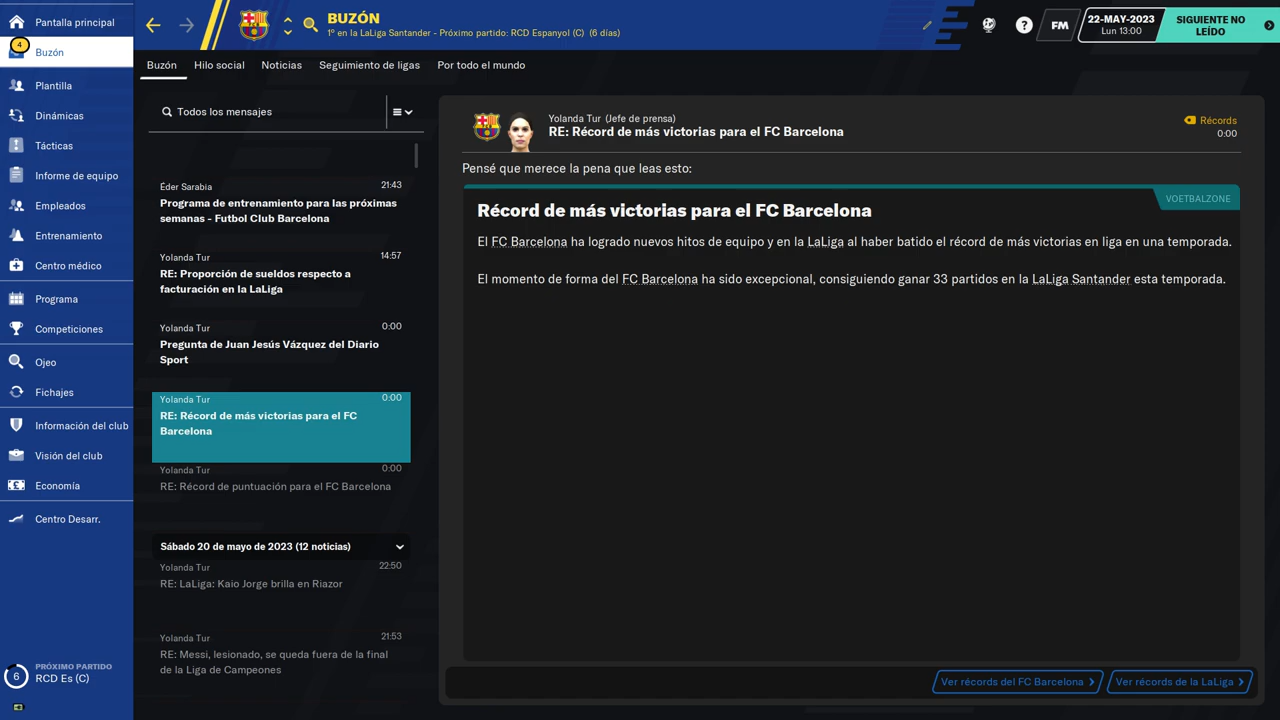 Pantalla principal
4
Buzón
Plantilla
Dinámicas
Tácticas
Informe de equipo
Empleados
Entrenamiento
Centro médico
Programa
Competiciones
Ojeo
Fichajes
Información del club
Visión del club
Economía
Centro Desarr.
PRÓXIMO PARTIDO
6
RCD Es (C)
BUZÓN
1º en la LaLiga Santander - Próximo partido: RCD Espanyol (C) (6 días)
?
FM
22-MAY-2023
Lun 13:00
SIGUIENTE NO
LEÍDO
Buzón
Hilo social
Noticias
Seguimiento de ligas
Por todo el mundo
Todos los mensajes
Éder Sarabia
21:43
Programa de entrenamiento para las próximas
semanas - Futbol Club Barcelona
Yolanda Tur
14:57
RE: Proporción de sueldos respecto a
facturación en la LaLiga
Yolanda Tur
0:00
Pregunta de Juan Jesús Vázquez del Diario
Sport
Yolanda Tur
0:00
RE: Récord de más victorias para el FC
Barcelona
Yolanda Tur
0:00
RE: Récord de puntuación para el FC Barcelona
Sábado 20 de mayo de 2023 (12 noticias)
Yolanda Tur
22:50
RE: LaLiga: Kaio Jorge brilla en Riazor
Yolanda Tur
21:53
RE: Messi, lesionado, se queda fuera de la final
de la Liga de Campeones
Yolanda Tur (Jefe de prensa)
RE: Récord de más victorias para el FC Barcelona
Récords
0:00
Pensé que merece la pena que leas esto:
VOETBALZONE
Récord de más victorias para el FC Barcelona
El FC Barcelona ha logrado nuevos hitos de equipo y en la LaLiga al haber batido el récord de más victorias en liga en una temporada.
El momento de forma del FC Barcelona ha sido excepcional, consiguiendo ganar 33 partidos en la LaLiga Santander esta temporada.
Ver récords del FC Barcelona
Ver récords de la LaLiga